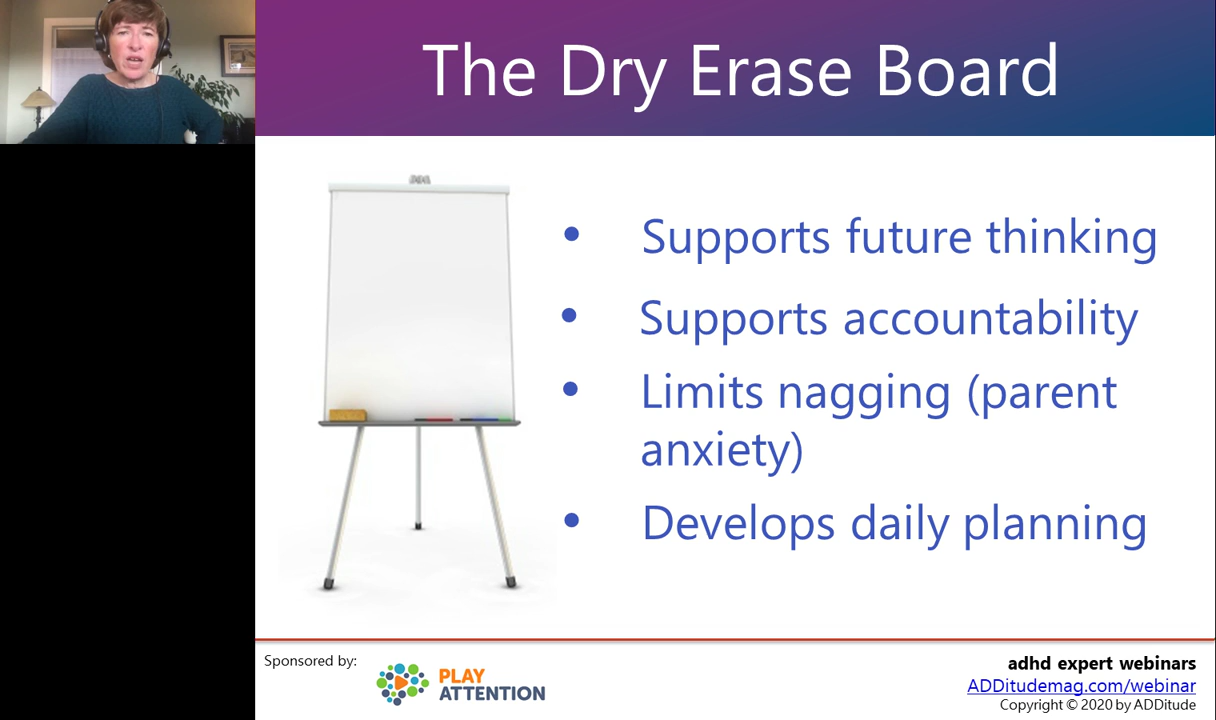 The Dry Erase Board
• Supports future thinking
• Supports accountability
• Limits nagging (parent
anxiety)
• Develops daily planning
Sponsored by:
PLAY
ATTENTION
adhd expert webinars
ADDitudemag.com/webinar
Copyright © 2020 by ADDitude